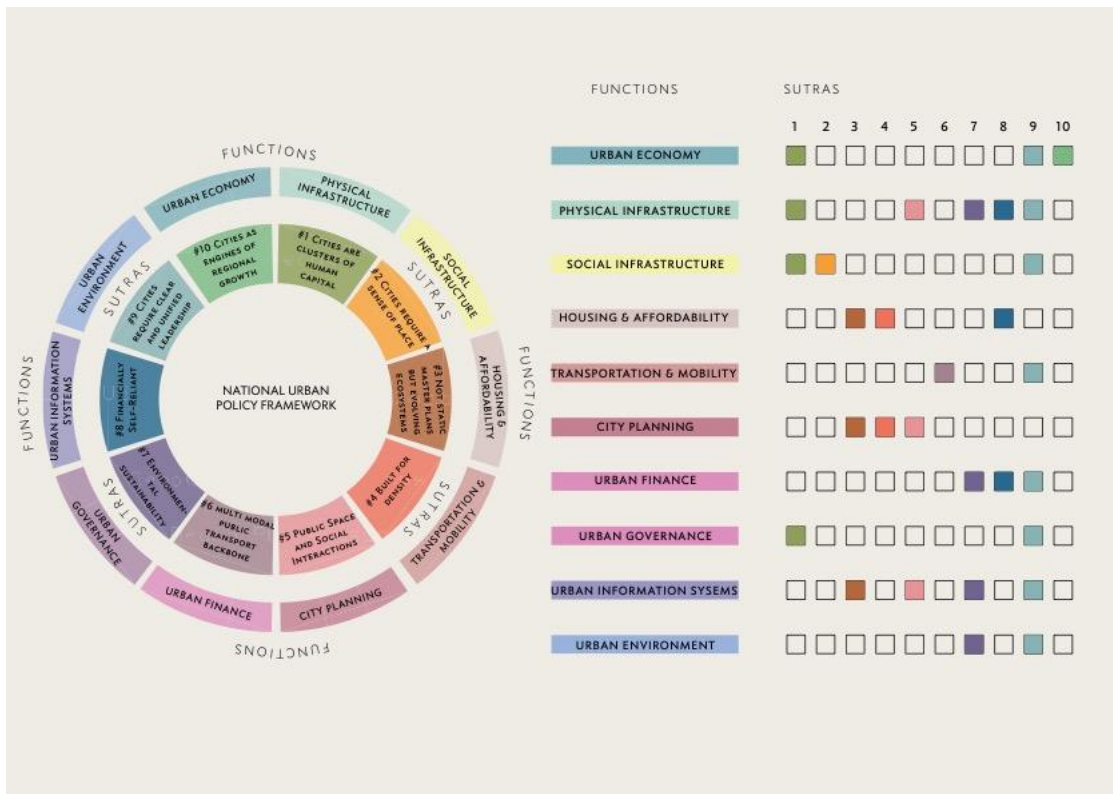 FUNCTIONS
URBAN ECONOMY
PHYSICAL
INFRASTRUCTURE
SOCIAL
INFRASTRUCTURE
HOUSING &
AFFORDABILITY
TRANSPORTATION &
MOBILITY
CITY PLANNING
URBAN FINANCE
URBAN
GOVERNANCE
URBAN INFORMATION
SYSTEMS
URBAN
ENVIRONMENT
FUNCTIONS
FUNCTIONS
FUNCTIONS
SUTRAS
SUTRAS
SUTRAS
SUTRAS
#1 CITIES ARE
CLUSTERS OF
HUMAN
CAPITAL
#2 CITIES REQUIRE A
SENSE OF PLACE
#3 NOT STATIC
MASTER PLANS
BUT EVOLVING
ECOSYSTEMS
#4 BUILT FOR
DENSITY
#5 PUBLIC SPACE
AND SOCIAL
INTERACTIONS
#6 MULTI MODAL
PUBLIC
TRANSPORT
BACKBONE
#7 ENVIRONMEN-
TAL
SUSTAINABILITY
#8 FINANCIALLY
SELF-RELIANT
#9 CITIES
REQUIRE CLEAR
AND UNIFIED
LEADERSHIP
#10 CITIES AS
ENGINES OF
REGIONAL
GROWTH
NATIONAL URBAN
POLICY FRAMEWORK
FUNCTIONS SUTRAS
1 2 3 4 5 6 7 8 9 10
URBAN ECONOMY
PHYSICAL INFRASTRUCTURE
SOCIAL INFRASTRUCTURE
HOUSING & AFFORDABILITY
TRANSPORTATION & MOBILITY
CITY PLANNING
URBAN FINANCE
URBAN GOVERNANCE
URBAN INFORMATION SYSEMS
URBAN ENVIRONMENT